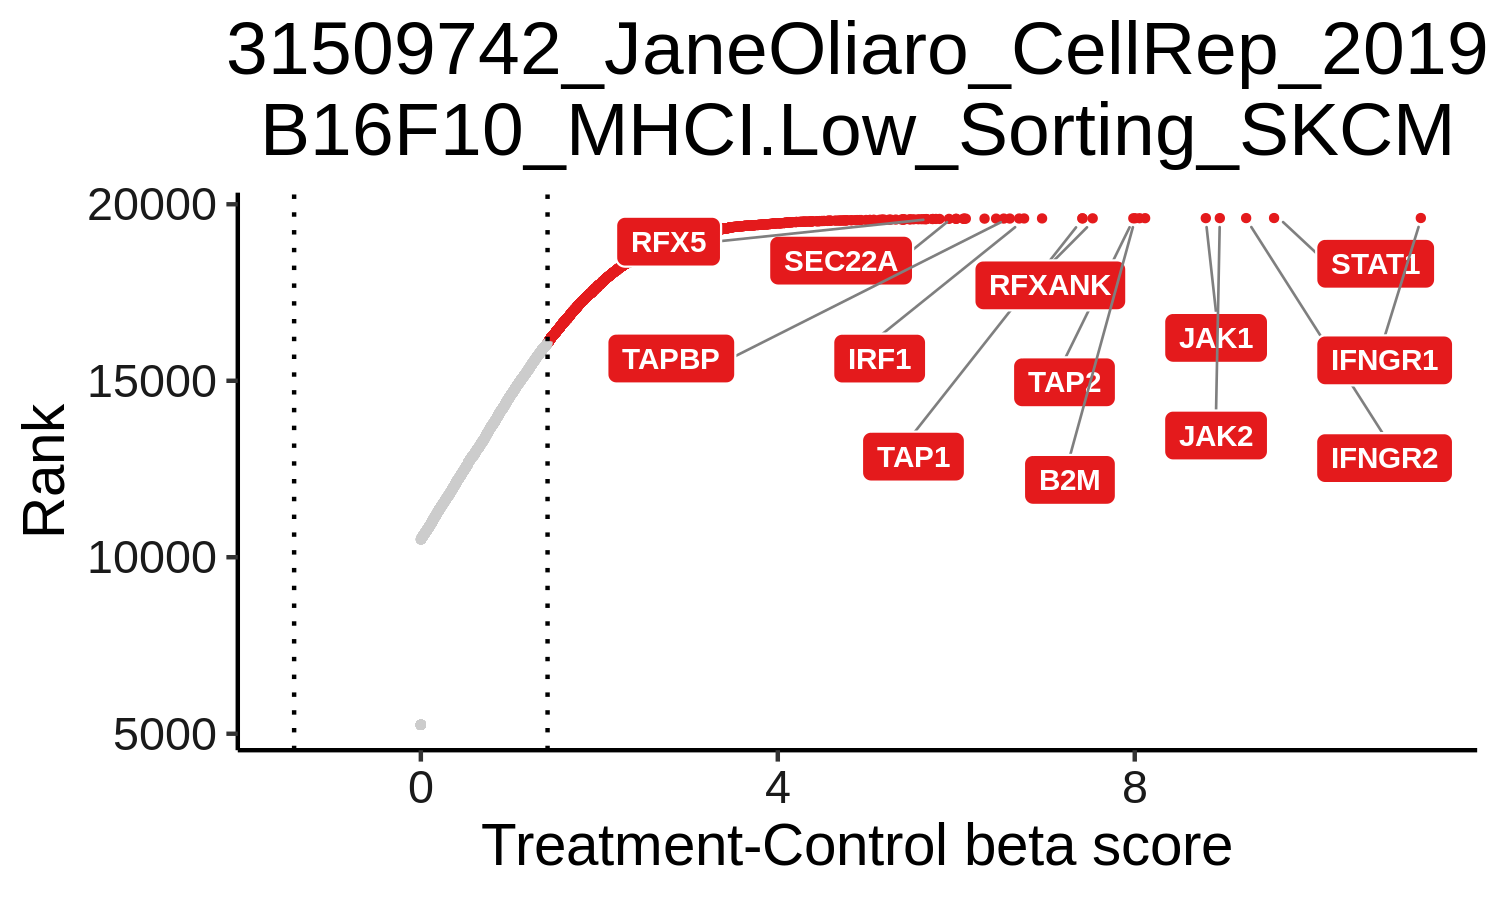 31509742_JaneOliaro_CellRep_2019
B16F10_MHCI.Low_Sorting_SKCM
20000
15000
10000
5000
Rank
RFX5
SEC22A
STAT1
RFXANK
JAK1
TAPBP
IRF1
IFNGR1
TAP2
JAK2
TAP1
IFNGR2
B2M
0
4
8
Treatment-Control beta score